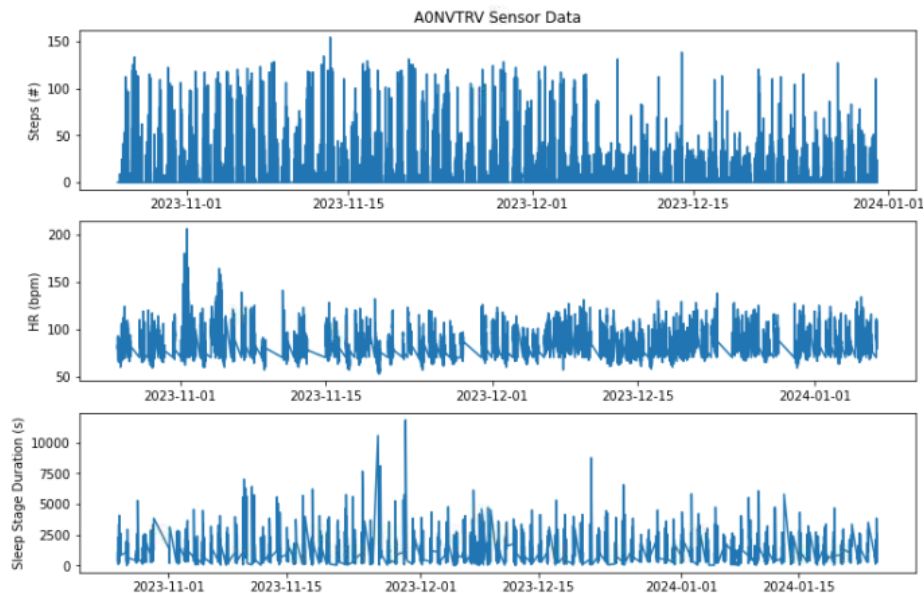 A0NVTRV Sensor Data
150
100
50
0
Steps (#)
2023-11-01 2023-11-15 2023-12-01 2023-12-15 2024-01-01
200
150
100
50
HR (bpm)
2023-11-01 2023-11-15 2023-12-01 2023-12-15 2024-01-01
10000
7500
5000
2500
0
Sleep Stage Duration (s)
2023-11-01 2023-11-15 2023-12-01 2023-12-15 2024-01-01 2024-01-15